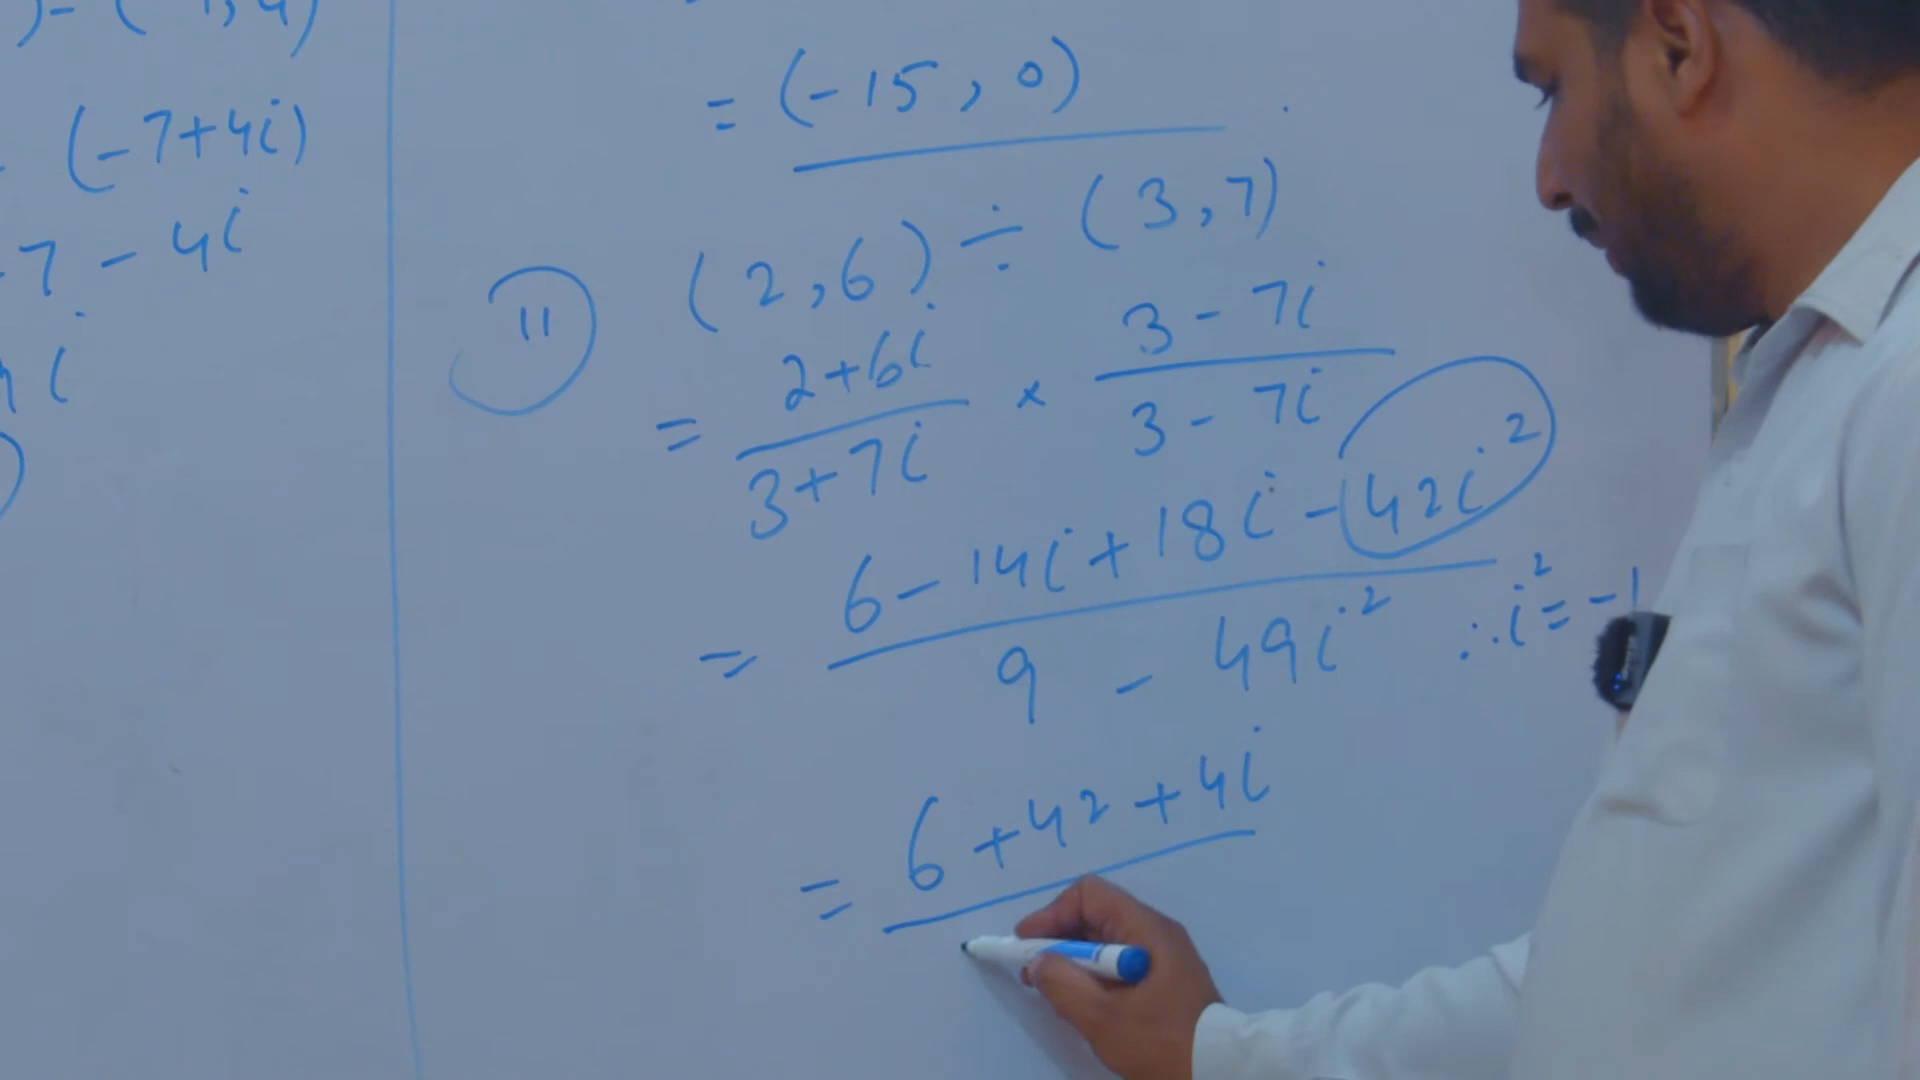 (-7+4i)
7 - 4i
i
= (-15, 0)
11
(2,6) ÷ (3,7)
= 2+6i / 3+7i × 3-7i / 3-7i
= 6-14i+18i-42i² / 9 - 49i² ∴i²=-1
= 6+42+4i